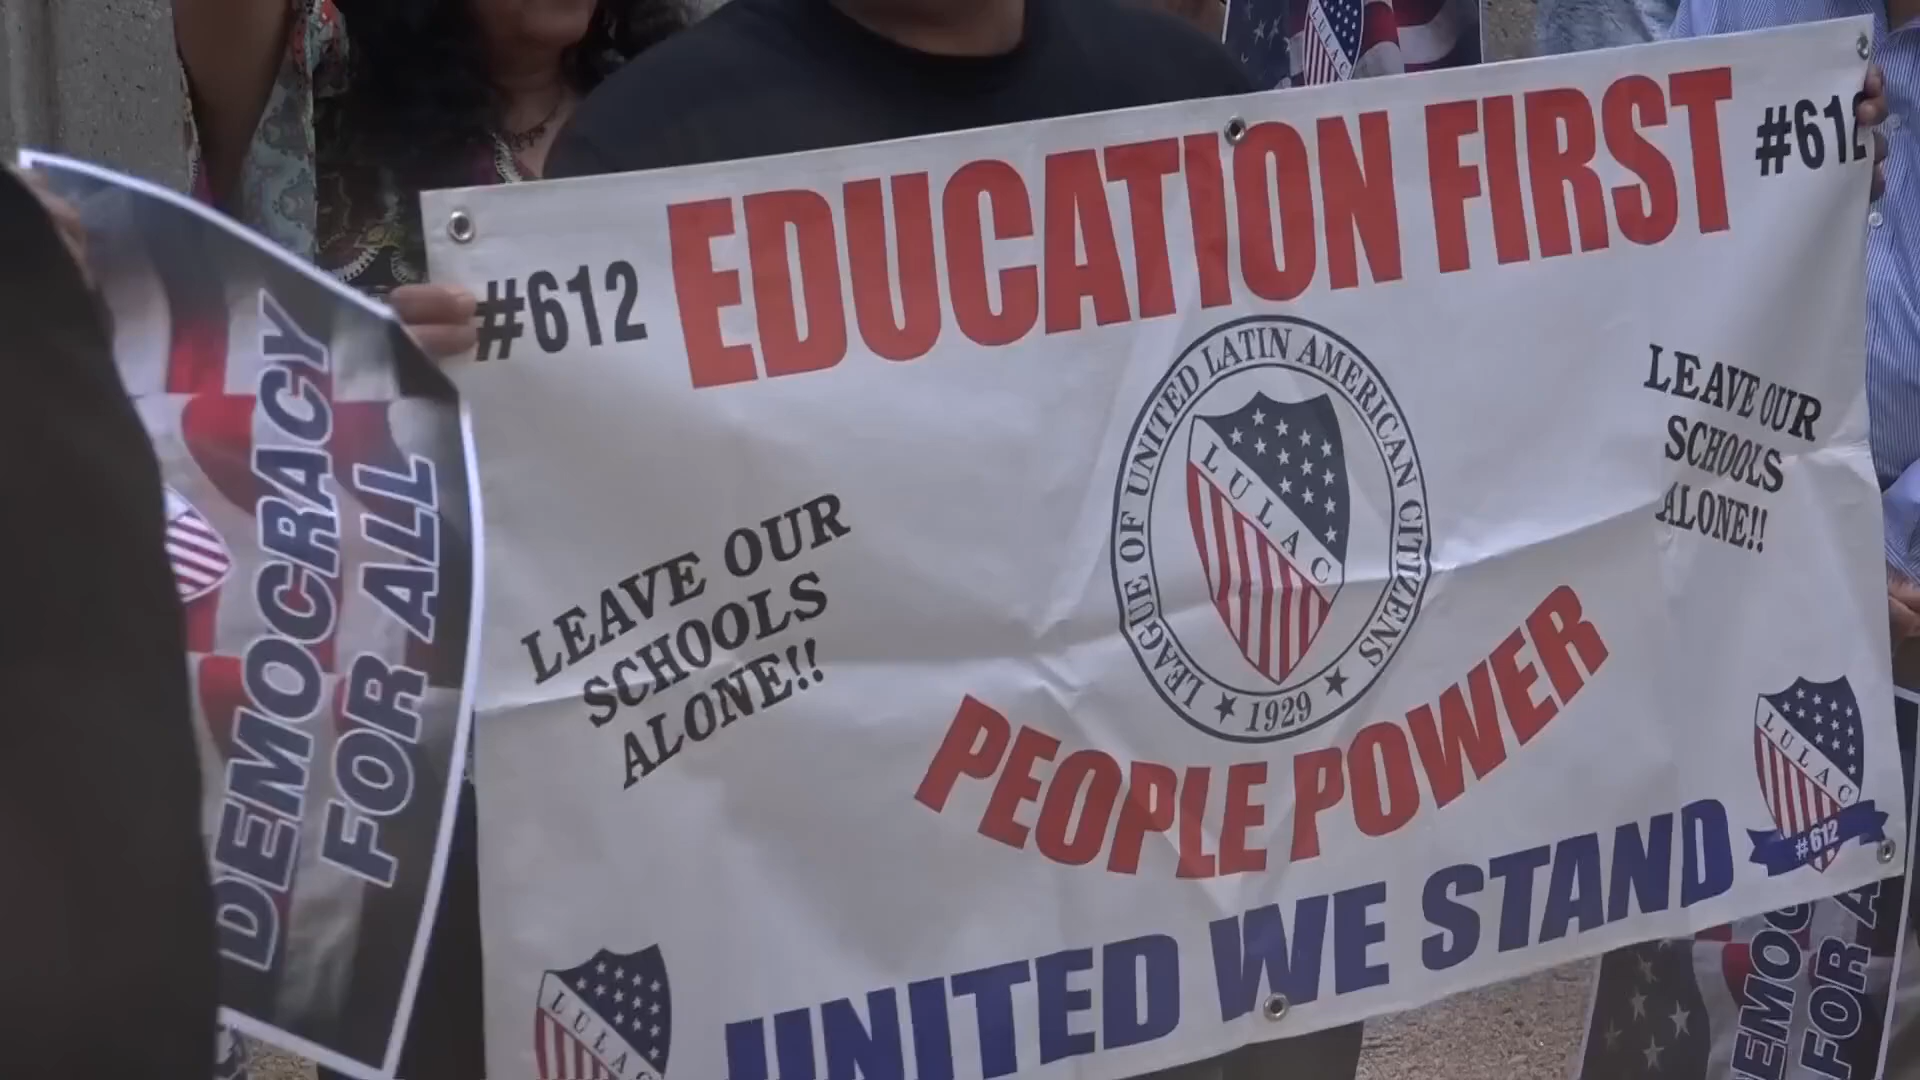 LULAC
EDUCATION FIRST
#612
#612
DEMOCRACY
FOR ALL
LEAGUE OF UNITED LATIN AMERICAN CITIZENS
★ 1929 ★
LULAC
LEAVE OUR
SCHOOLS
ALONE!!
LEAVE OUR
SCHOOLS
ALONE!!
PEOPLE POWER
UNITED WE STAND
LULAC
#612
LULAC